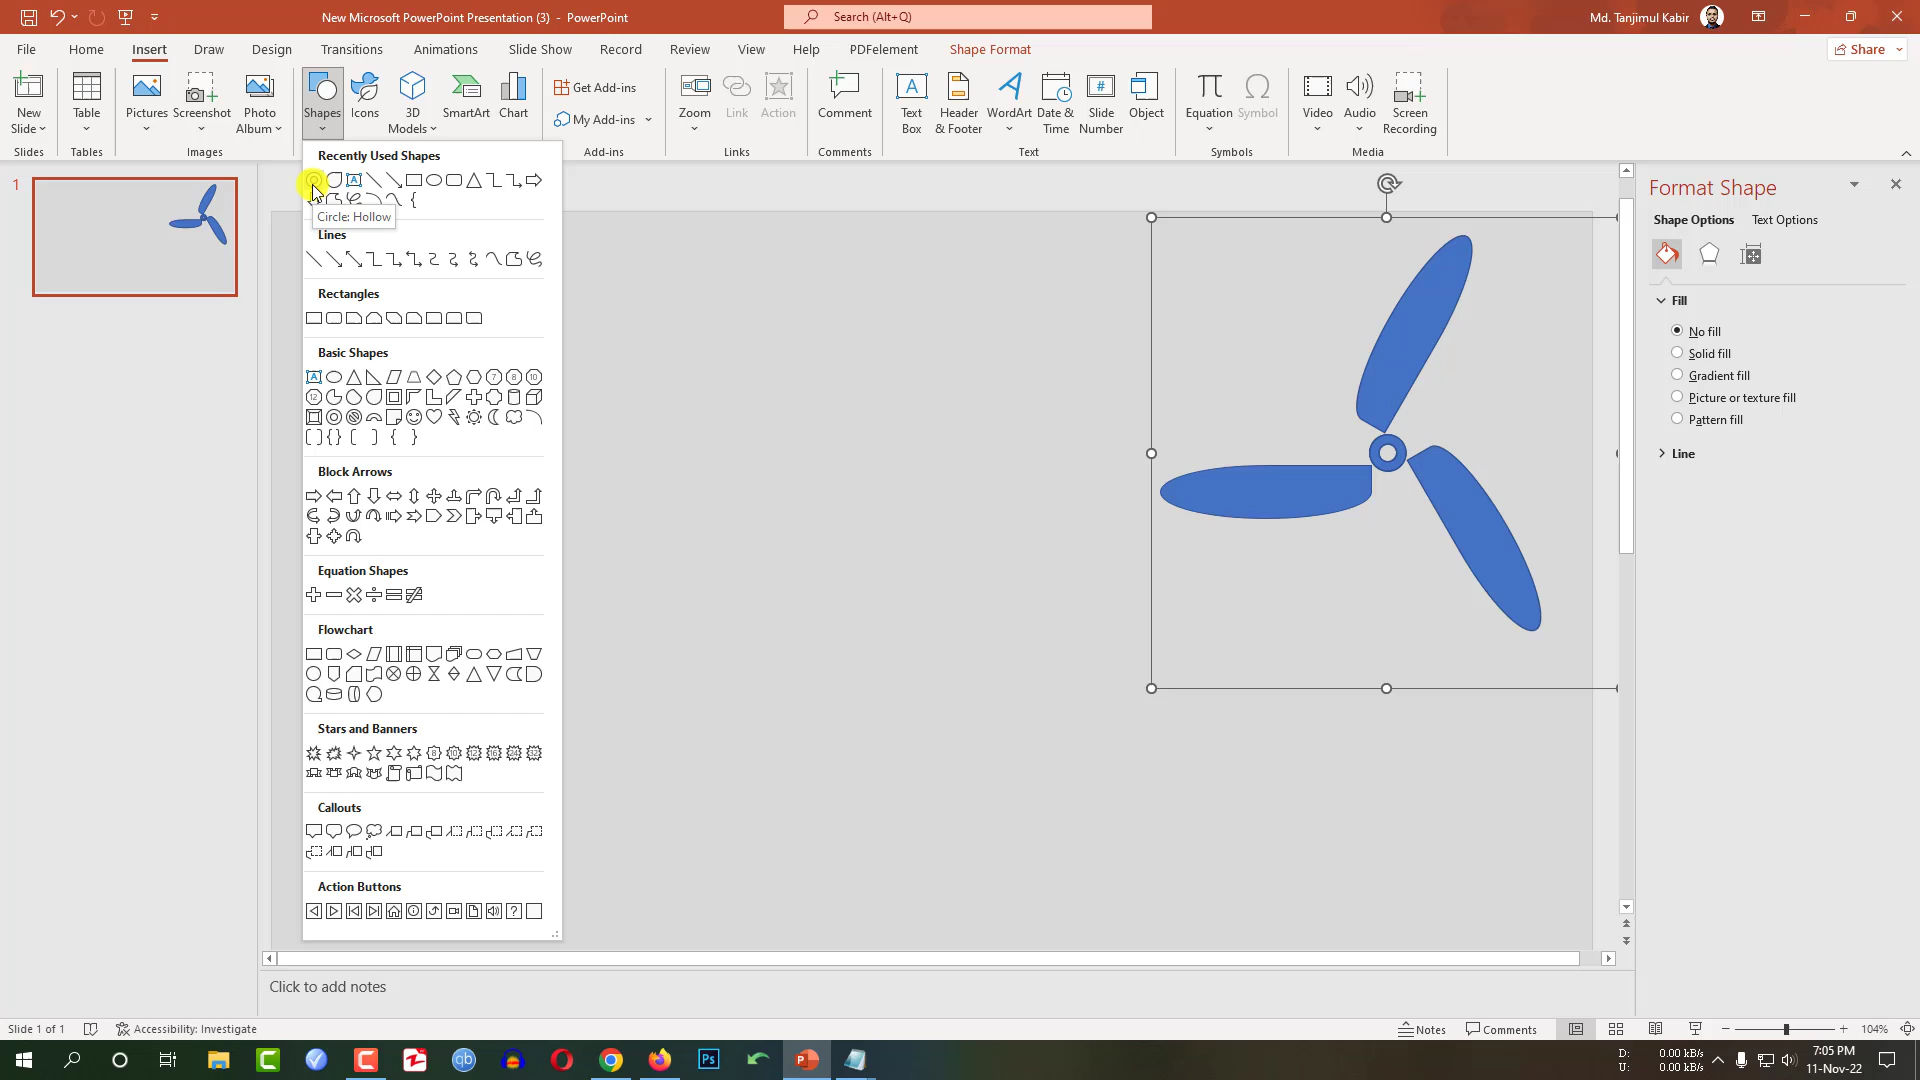 New Microsoft PowerPoint Presentation (3) - PowerPoint
Search (Alt+Q)
Md. Tanjimul Kabir
File Home Insert Draw Design Transitions Animations Slide Show Record Review View Help PDFelement Shape Format
Share
New Slide
Table
Pictures
Screenshot
Photo Album
Shapes
Icons
3D Models
SmartArt
Chart
Get Add-ins
My Add-ins
Zoom
Link
Action
Comment
Text Box
Header & Footer
WordArt
Date & Time
Slide Number
Object
Equation
Symbol
Video
Audio
Screen Recording
Slides Tables Images Add-ins Links Comments Text Symbols Media
1
Recently Used Shapes
Circle: Hollow
Lines
Rectangles
Basic Shapes
Block Arrows
Equation Shapes
Flowchart
Stars and Banners
Callouts
Action Buttons
Format Shape
Shape Options Text Options
Fill
No fill
Solid fill
Gradient fill
Picture or texture fill
Pattern fill
Line
Click to add notes
Slide 1 of 1
Accessibility: Investigate
Notes
Comments
104%
D: 0.00 kB/s
U: 0.00 kB/s
7:05 PM
11-Nov-22